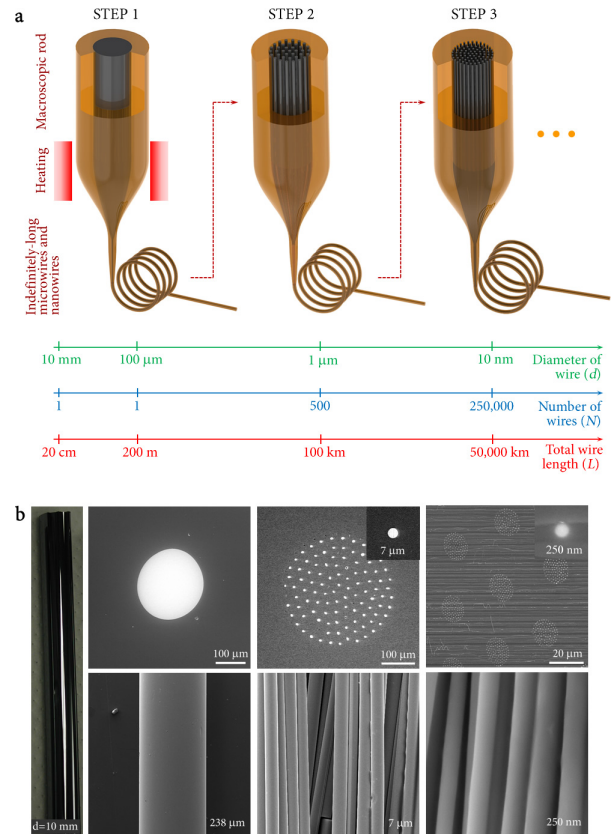 a
STEP 1 STEP 2 STEP 3
Macroscopic rod
Heating
Indefinitely-long
microwires and
nanowires
10 mm 100 μm 1 μm 10 nm Diameter of
wire (d)
1 1 500 250,000 Number of
wires (N)
20 cm 200 m 100 km 50,000 km Total wire
length (L)
b
7 μm 250 nm
100 μm 100 μm 20 μm
d=10 mm 238 μm 7 μm 250 nm